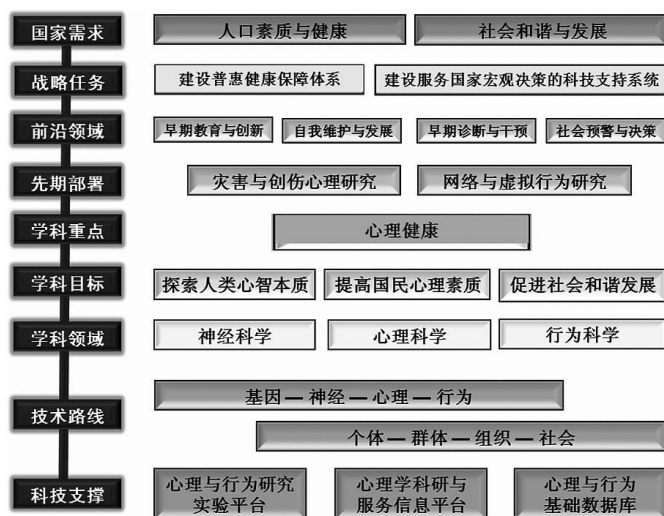 国家需求 人口素质与健康 社会和谐与发展
战略任务 建设普惠健康保障体系 建设服务国家宏观决策的科技支持系统
前沿领域 早期教育与创新 自我维护与发展 早期诊断与干预 社会预警与决策
先期部署 灾害与创伤心理研究 网络与虚拟行为研究
学科重点 心理健康
学科目标 探索人类心智本质 提高国民心理素质 促进社会和谐发展
学科领域 神经科学 心理科学 行为科学
技术路线
基因—神经—心理—行为
个体—群体—组织—社会
科技支撑
心理与行为研究
实验平台
心理学科研与
服务信息平台
心理与行为
基础数据库